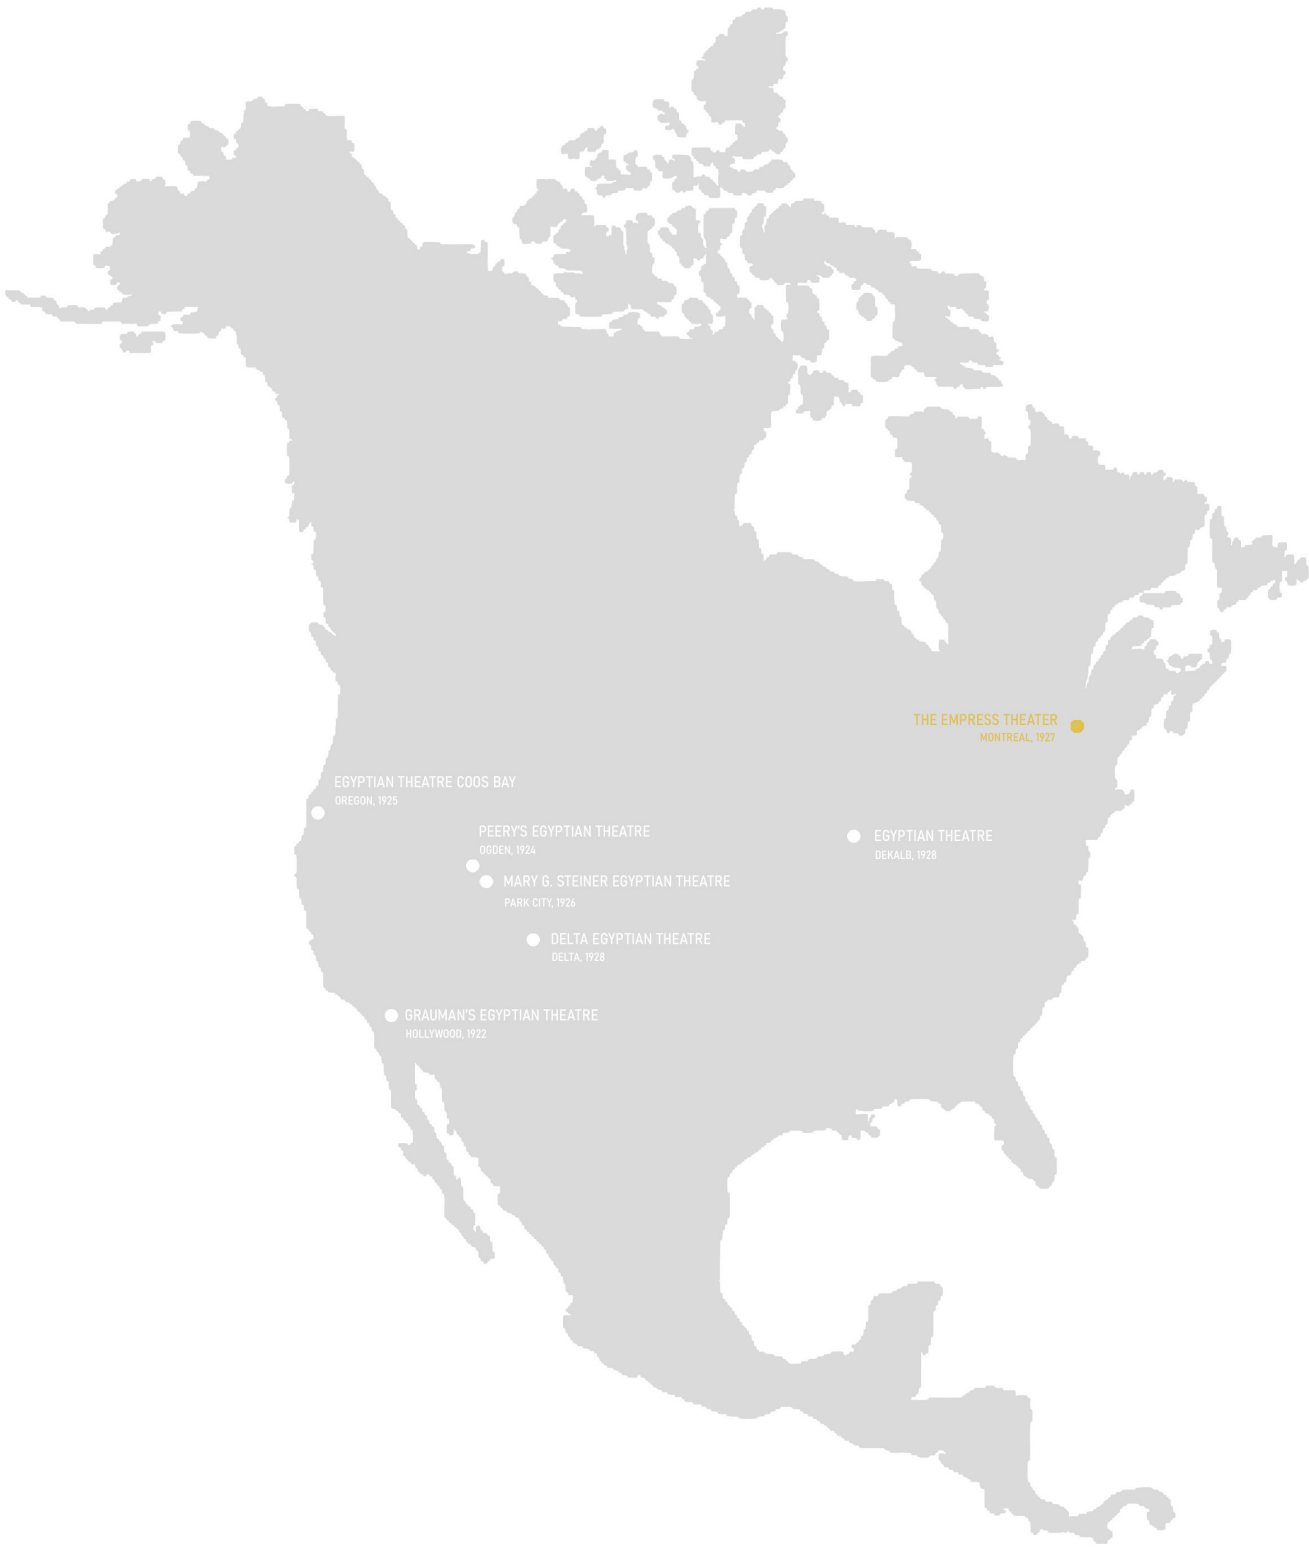 THE EMPRESS THEATER
MONTREAL, 1927
EGYPTIAN THEATRE COOS BAY
OREGON, 1925
PEERY'S EGYPTIAN THEATRE
OGDEN, 1924
EGYPTIAN THEATRE
DEKALB, 1928
MARY G. STEINER EGYPTIAN THEATRE
PARK CITY, 1926
DELTA EGYPTIAN THEATRE
DELTA, 1928
GRAUMAN'S EGYPTIAN THEATRE
HOLLYWOOD, 1922